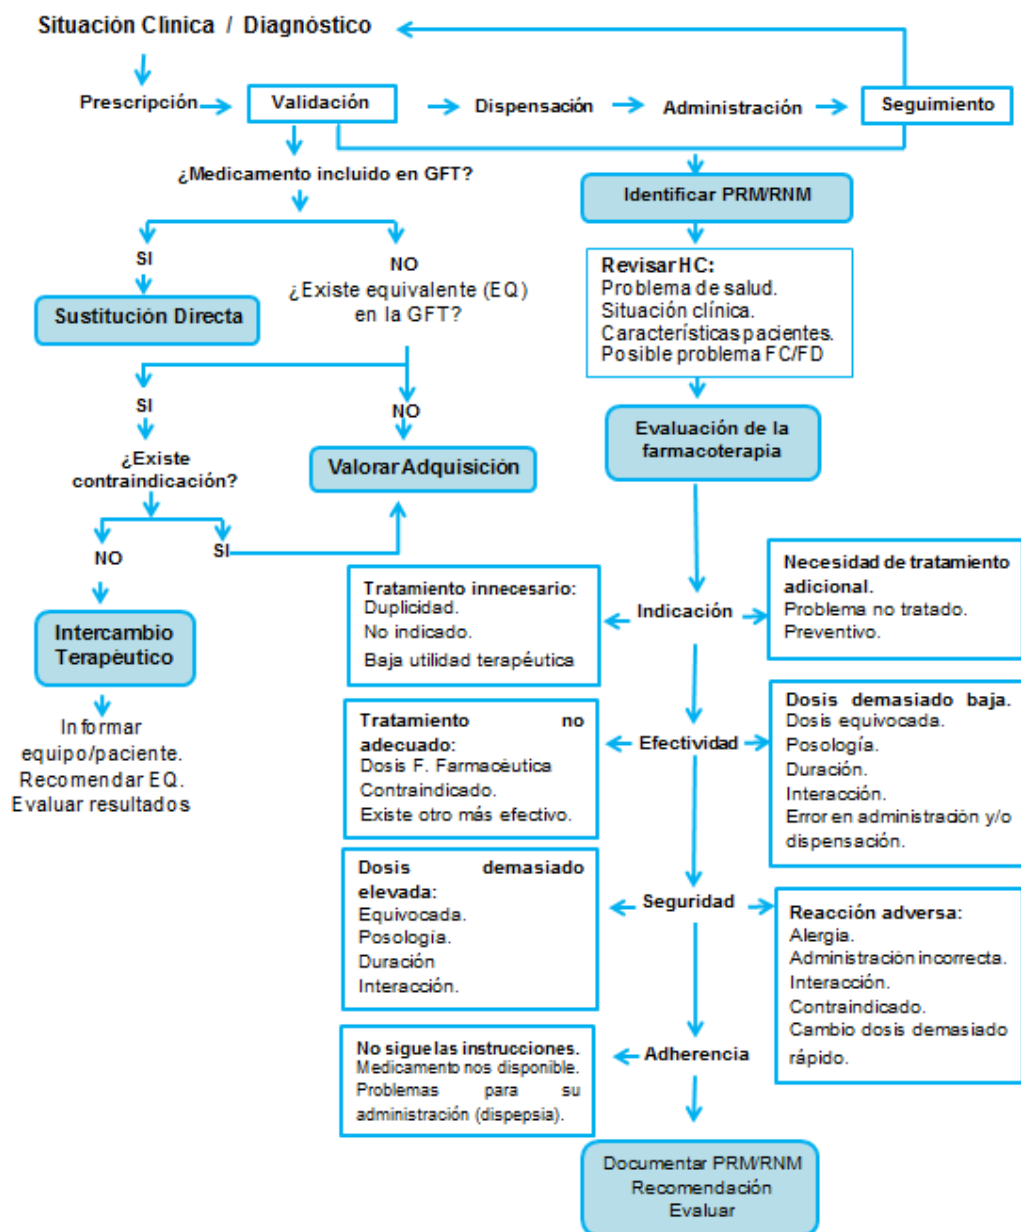 Situación Clínica / Diagnóstico
Prescripción
Validación
Dispensación
Administración
Seguimiento
¿Medicamento incluido en GFT?
SI
Sustitución Directa
NO
¿Existe equivalente (EQ)
en la GFT?
SI
¿Existe
contraindicación?
NO
Valorar Adquisición
NO
SI
Intercambio
Terapéutico
Informar
equipo/paciente.
Recomendar EQ.
Evaluar resultados
Identificar PRM/RNM
Revisar HC:
Problema de salud.
Situación clínica.
Características pacientes.
Posible problema FC/FD
Evaluación de la
farmacoterapia
Tratamiento innecesario:
Duplicidad.
No indicado.
Baja utilidad terapéutica
Indicación
Necesidad de tratamiento
adicional.
Problema no tratado.
Preventivo.
Tratamiento no
adecuado:
Dosis F. Farmacéutica
Contraindicado.
Existe otro más efectivo.
Efectividad
Dosis demasiado baja.
Dosis equivocada.
Posología.
Duración.
Interacción.
Error en administración y/o
dispensación.
Dosis demasiado
elevada:
Equivocada.
Posología.
Duración
Interacción.
Seguridad
Reacción adversa:
Alergia.
Administración incorrecta.
Interacción.
Contraindicado.
Cambio dosis demasiado
rápido.
No sigue las instrucciones.
Medicamento nos disponible.
Problemas para su
administración (dispepsia).
Adherencia
Documentar PRM/RNM
Recomendación
Evaluar